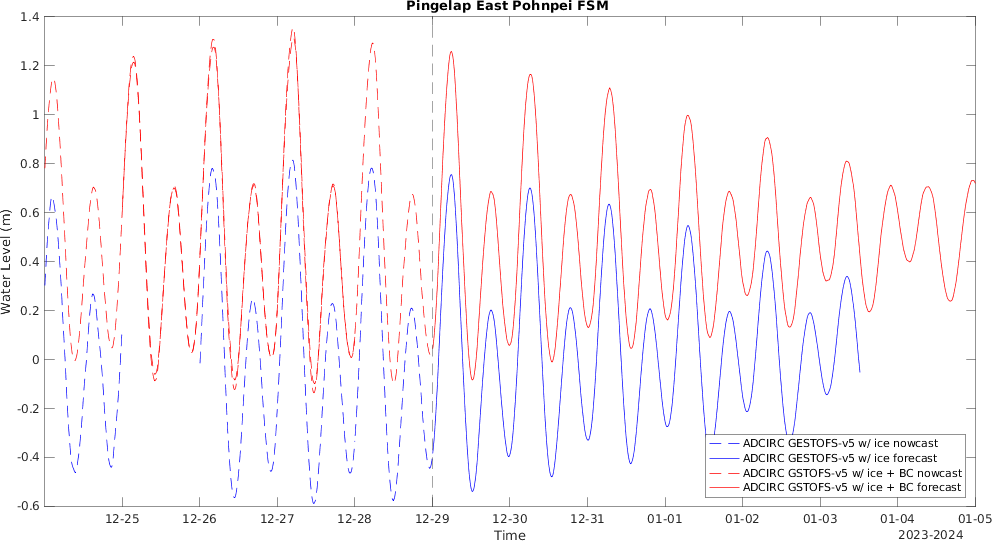 Pingelap East Pohnpei FSM
1.4
1.2
1
0.8
0.6
0.4
0.2
0
-0.2
-0.4
-0.6
Water Level (m)
ADCIRC GESTOFS-v5 w/ ice nowcast
ADCIRC GESTOFS-v5 w/ ice forecast
ADCIRC GSTOFS-v5 w/ ice + BC nowcast
ADCIRC GSTOFS-v5 w/ ice + BC forecast
12-25 12-26 12-27 12-28 12-29 12-30 12-31 01-01 01-02 01-03 01-04 01-05
Time
2023-2024